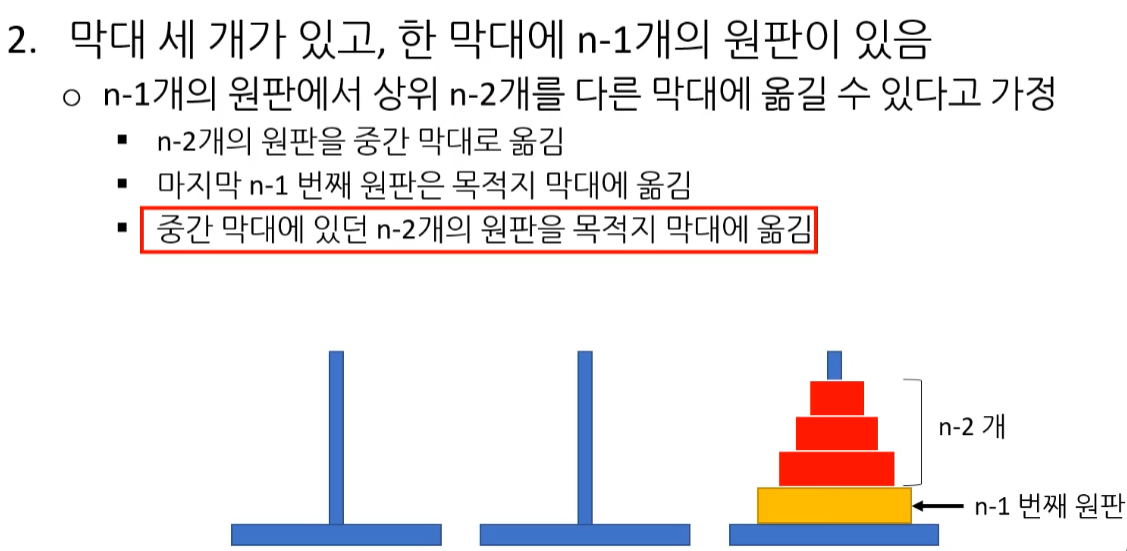 2. 막대 세 개가 있고, 한 막대에 n-1개의 원판이 있음
○ n-1개의 원판에서 상위 n-2개를 다른 막대에 옮길 수 있다고 가정
▪ n-2개의 원판을 중간 막대로 옮김
▪ 마지막 n-1 번째 원판은 목적지 막대에 옮김
▪ 중간 막대에 있던 n-2개의 원판을 목적지 막대에 옮김
n-2 개
n-1 번째 원판